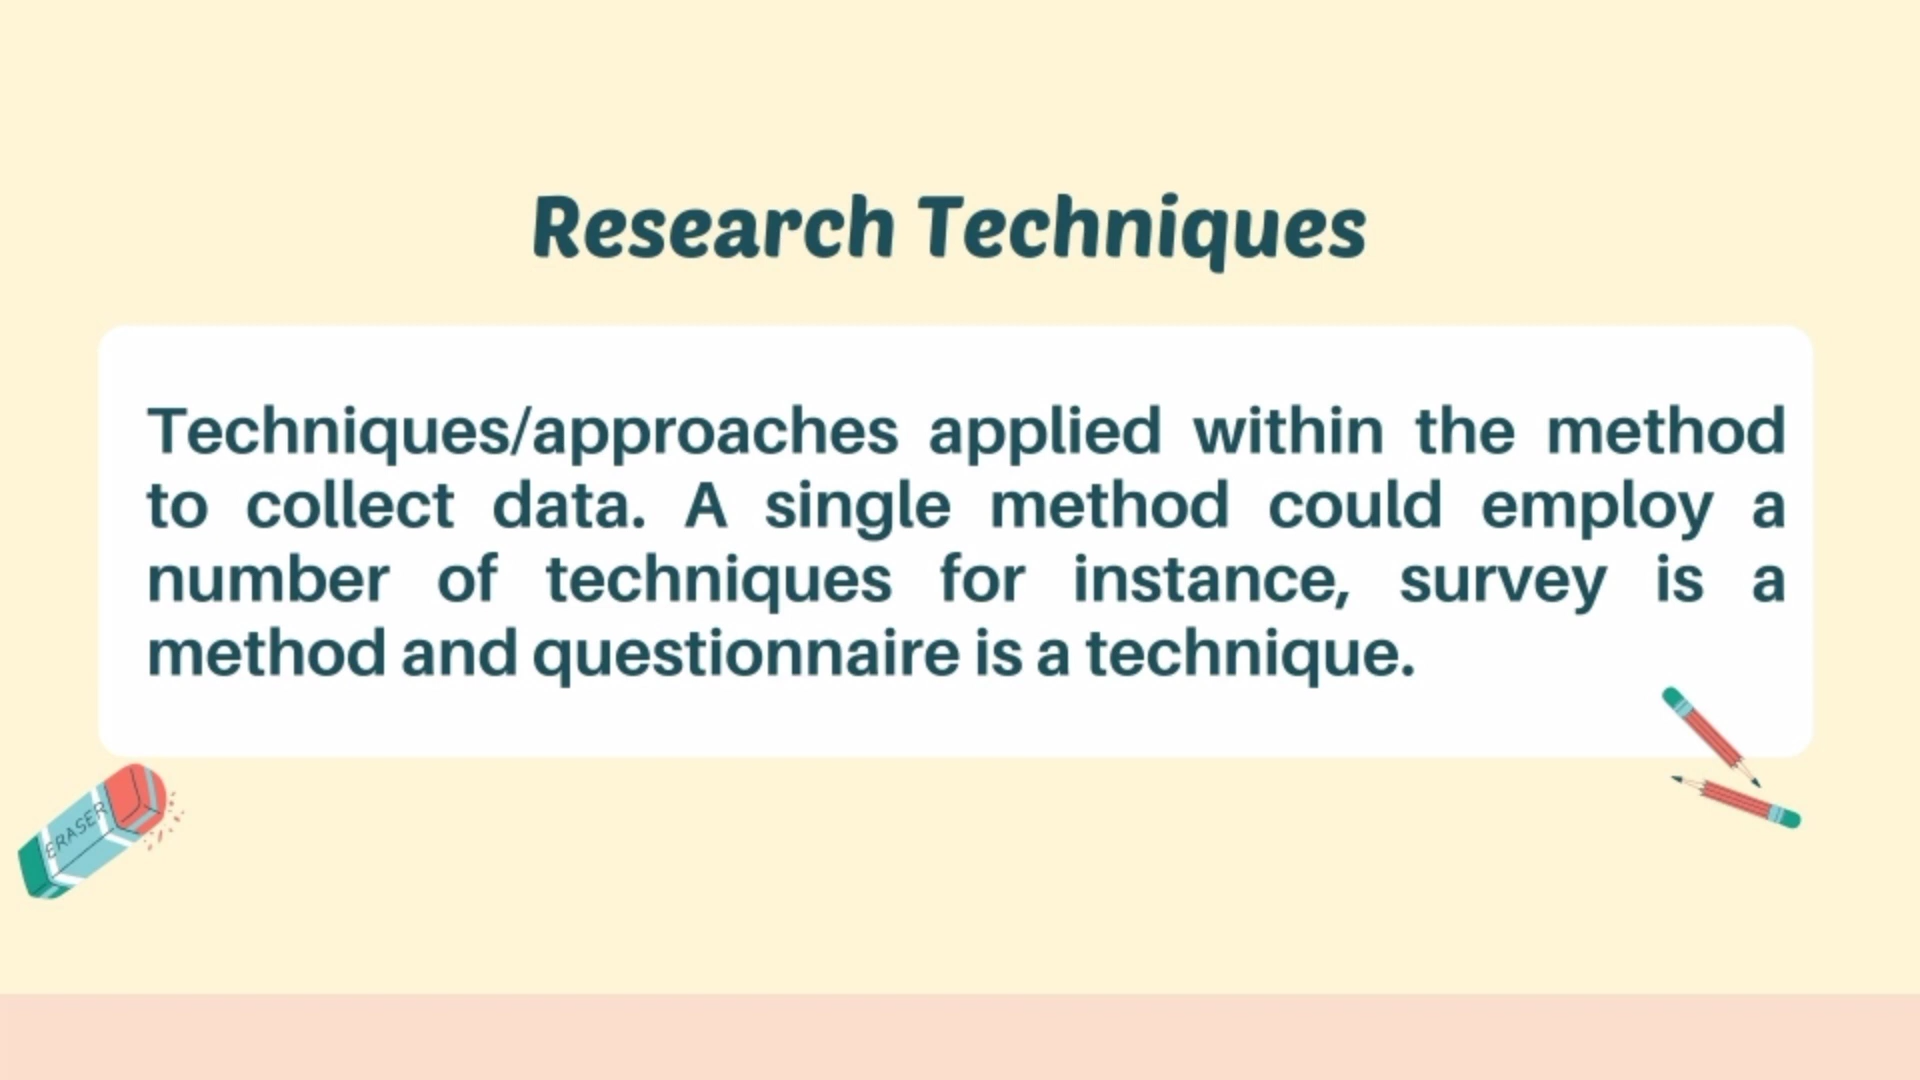 Research Techniques
Techniques/approaches applied within the method
to collect data. A single method could employ a
number of techniques for instance, survey is a
method and questionnaire is a technique.
ERASER